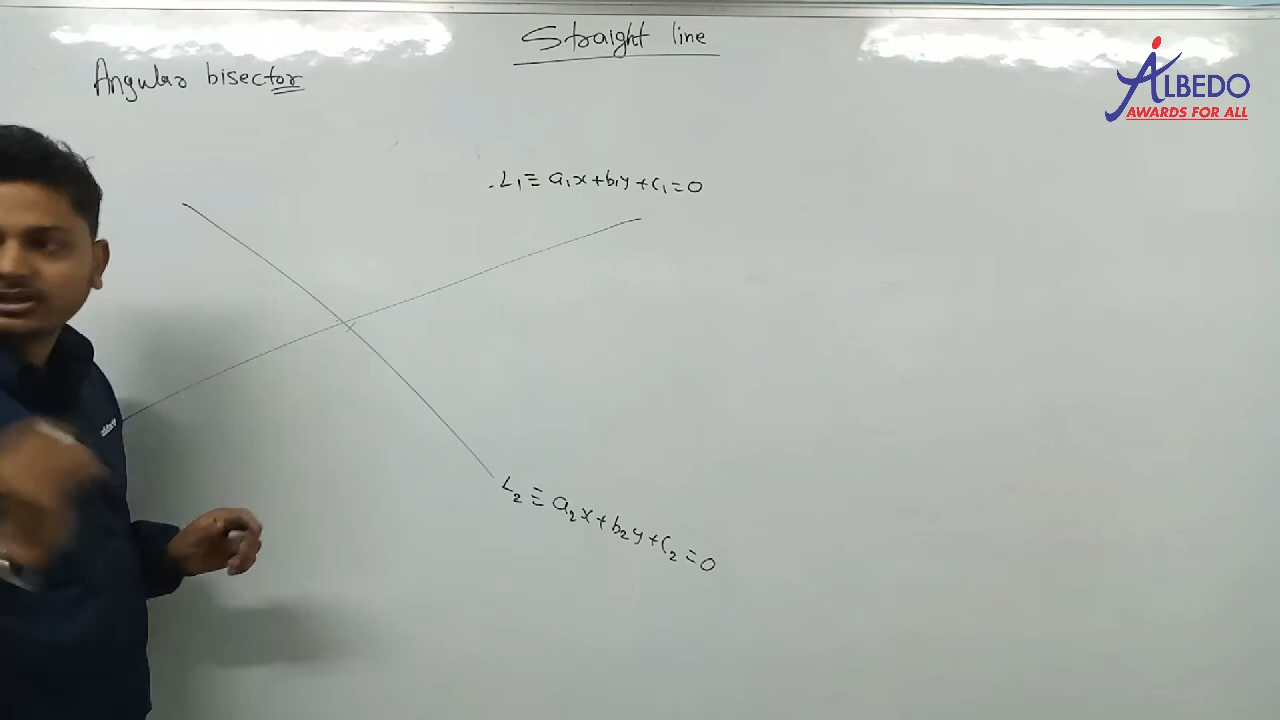 Straight line
Angular bisector
ALBEDO
AWARDS FOR ALL
L₁ ≡ a₁x+b₁y+c₁=0
L₂ ≡ a₂x+b₂y+c₂=0